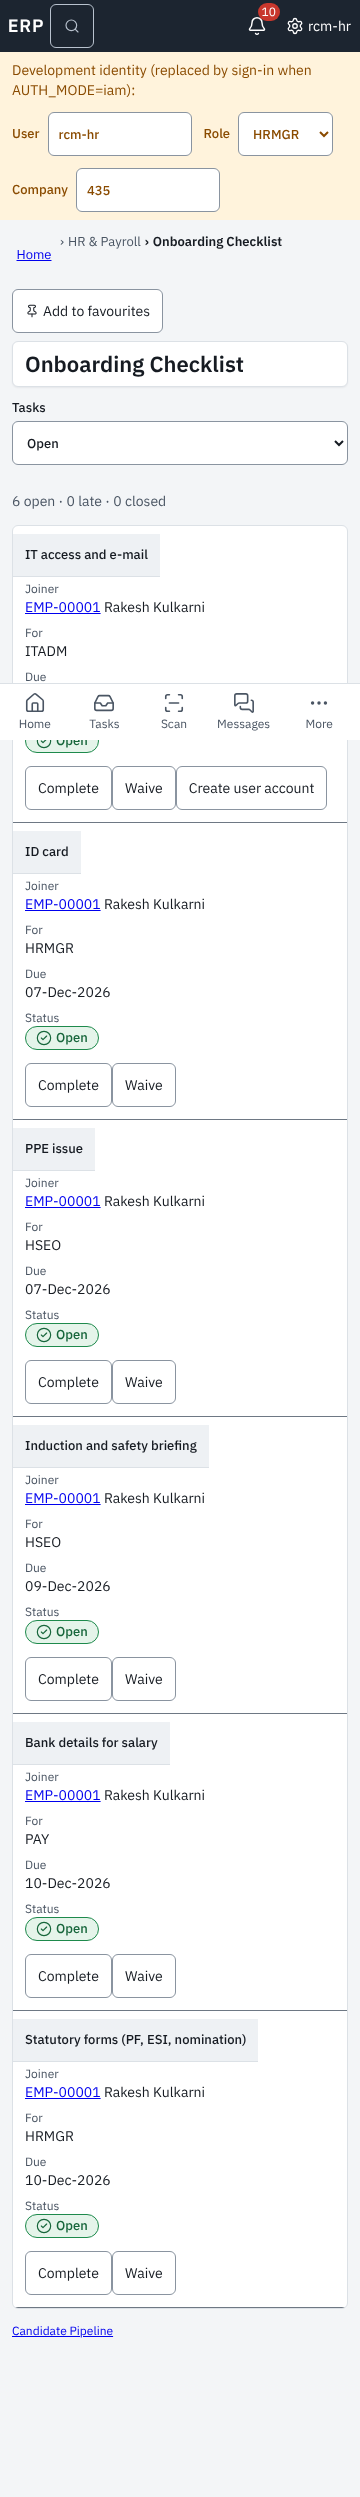 ERP
10
rcm-hr
Development identity (replaced by sign-in when
AUTH_MODE=iam):
User rcm-hr Role HRMGR
Company 435
Home › HR & Payroll › Onboarding Checklist
Add to favourites
Onboarding Checklist
Tasks
Open
6 open · 0 late · 0 closed
IT access and e-mail
Joiner
EMP-00001 Rakesh Kulkarni
For
ITADM
Due
Home Tasks Scan Messages More
Open
Complete Waive Create user account
ID card
Joiner
EMP-00001 Rakesh Kulkarni
For
HRMGR
Due
07-Dec-2026
Status
Open
Complete Waive
PPE issue
Joiner
EMP-00001 Rakesh Kulkarni
For
HSEO
Due
07-Dec-2026
Status
Open
Complete Waive
Induction and safety briefing
Joiner
EMP-00001 Rakesh Kulkarni
For
HSEO
Due
09-Dec-2026
Status
Open
Complete Waive
Bank details for salary
Joiner
EMP-00001 Rakesh Kulkarni
For
PAY
Due
10-Dec-2026
Status
Open
Complete Waive
Statutory forms (PF, ESI, nomination)
Joiner
EMP-00001 Rakesh Kulkarni
For
HRMGR
Due
10-Dec-2026
Status
Open
Complete Waive
Candidate Pipeline